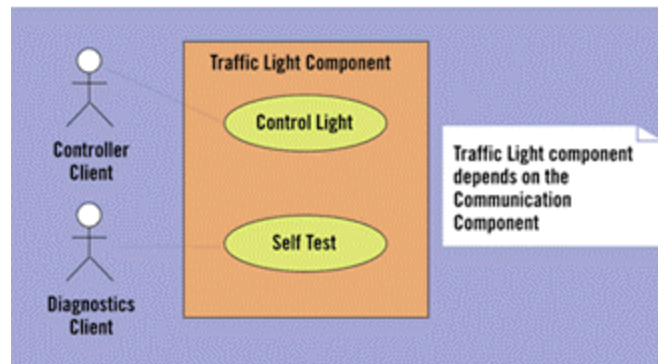 Traffic Light Component
Control Light
Controller
Client
Traffic Light component
depends on the
Communication
Component
Self Test
Diagnostics
Client